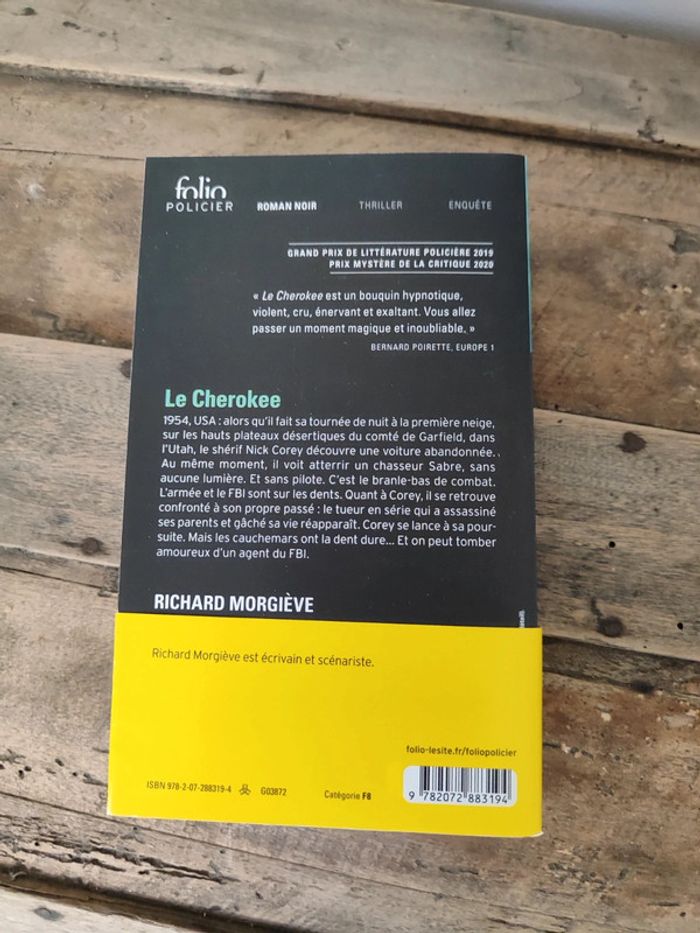 folio
POLICIER
ROMAN NOIR THRILLER ENQUÊTE
GRAND PRIX DE LITTÉRATURE POLICIÈRE 2019
PRIX MYSTÈRE DE LA CRITIQUE 2020
« Le Cherokee est un bouquin hypnotique,
violent, cru, énervant et exaltant. Vous allez
passer un moment magique et inoubliable. »
BERNARD POIRETTE, EUROPE 1
Le Cherokee
1954, USA : alors qu'il fait sa tournée de nuit à la première neige,
sur les hauts plateaux désertiques du comté de Garfield, dans
l'Utah, le shérif Nick Corey découvre une voiture abandonnée.
Au même moment, il voit atterrir un chasseur Sabre, sans
aucune lumière. Et sans pilote. C'est le branle-bas de combat.
L'armée et le FBI sont sur les dents. Quant à Corey, il se retrouve
confronté à son propre passé : le tueur en série qui a assassiné
ses parents et gâché sa vie réapparaît. Corey se lance à sa pour-
suite. Mais les cauchemars ont la dent dure... Et on peut tomber
amoureux d'un agent du FBI.
RICHARD MORGIÈVE
Richard Morgiève est écrivain et scénariste.
folio-lesite.fr/foliopolicier
ISBN 978-2-07-288319-4 G03872 Catégorie F8
9 782072 883194